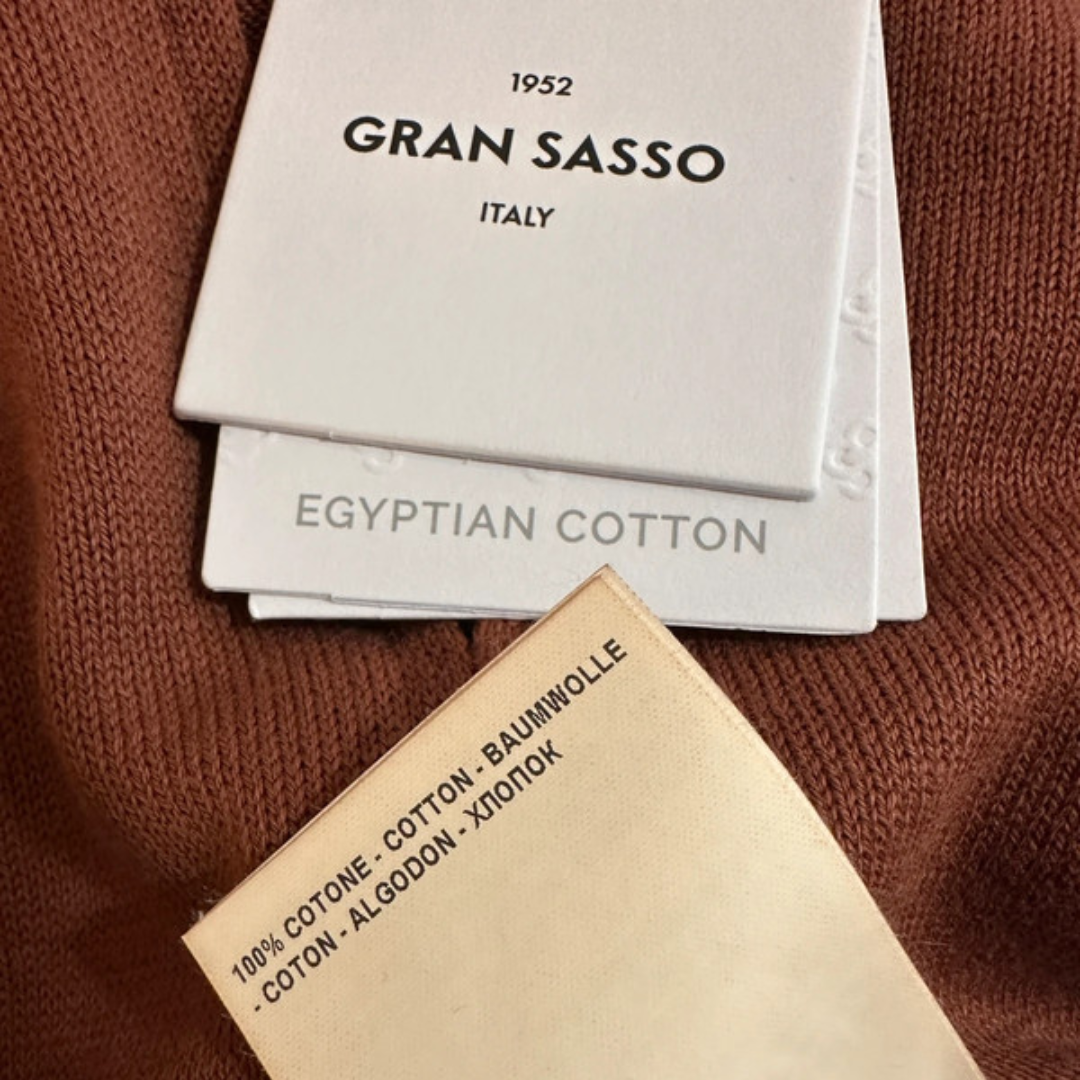 1952
GRAN SASSO
ITALY
EGYPTIAN COTTON
100% COTONE - COTTON - BAUMWOLLE
- COTON - ALGODON - ХЛОПОК